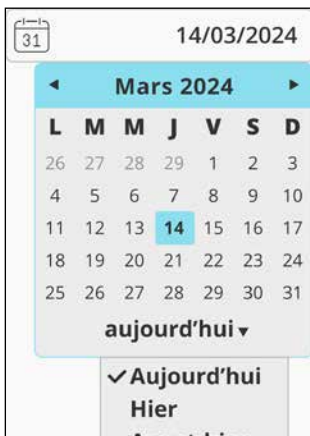 31 14/03/2024
Mars 2024
L M M J V S D
26 27 28 29 1 2 3
4 5 6 7 8 9 10
11 12 13 14 15 16 17
18 19 20 21 22 23 24
25 26 27 28 29 30 31
aujourd’hui
Aujourd’hui
Hier